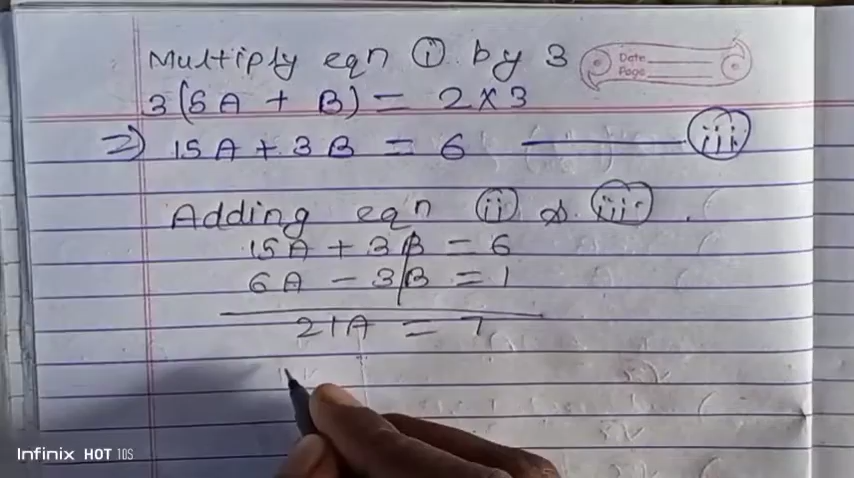 Multiply eqn (i) by 3
Date
Page
3(5A + B) = 2×3
=) 15A + 3B = 6 ——— (iii)
Adding eqn (ii) & (iii) .
15A + 3B = 6
6A - 3B = 1
21A = 7
Infinix HOT 10S